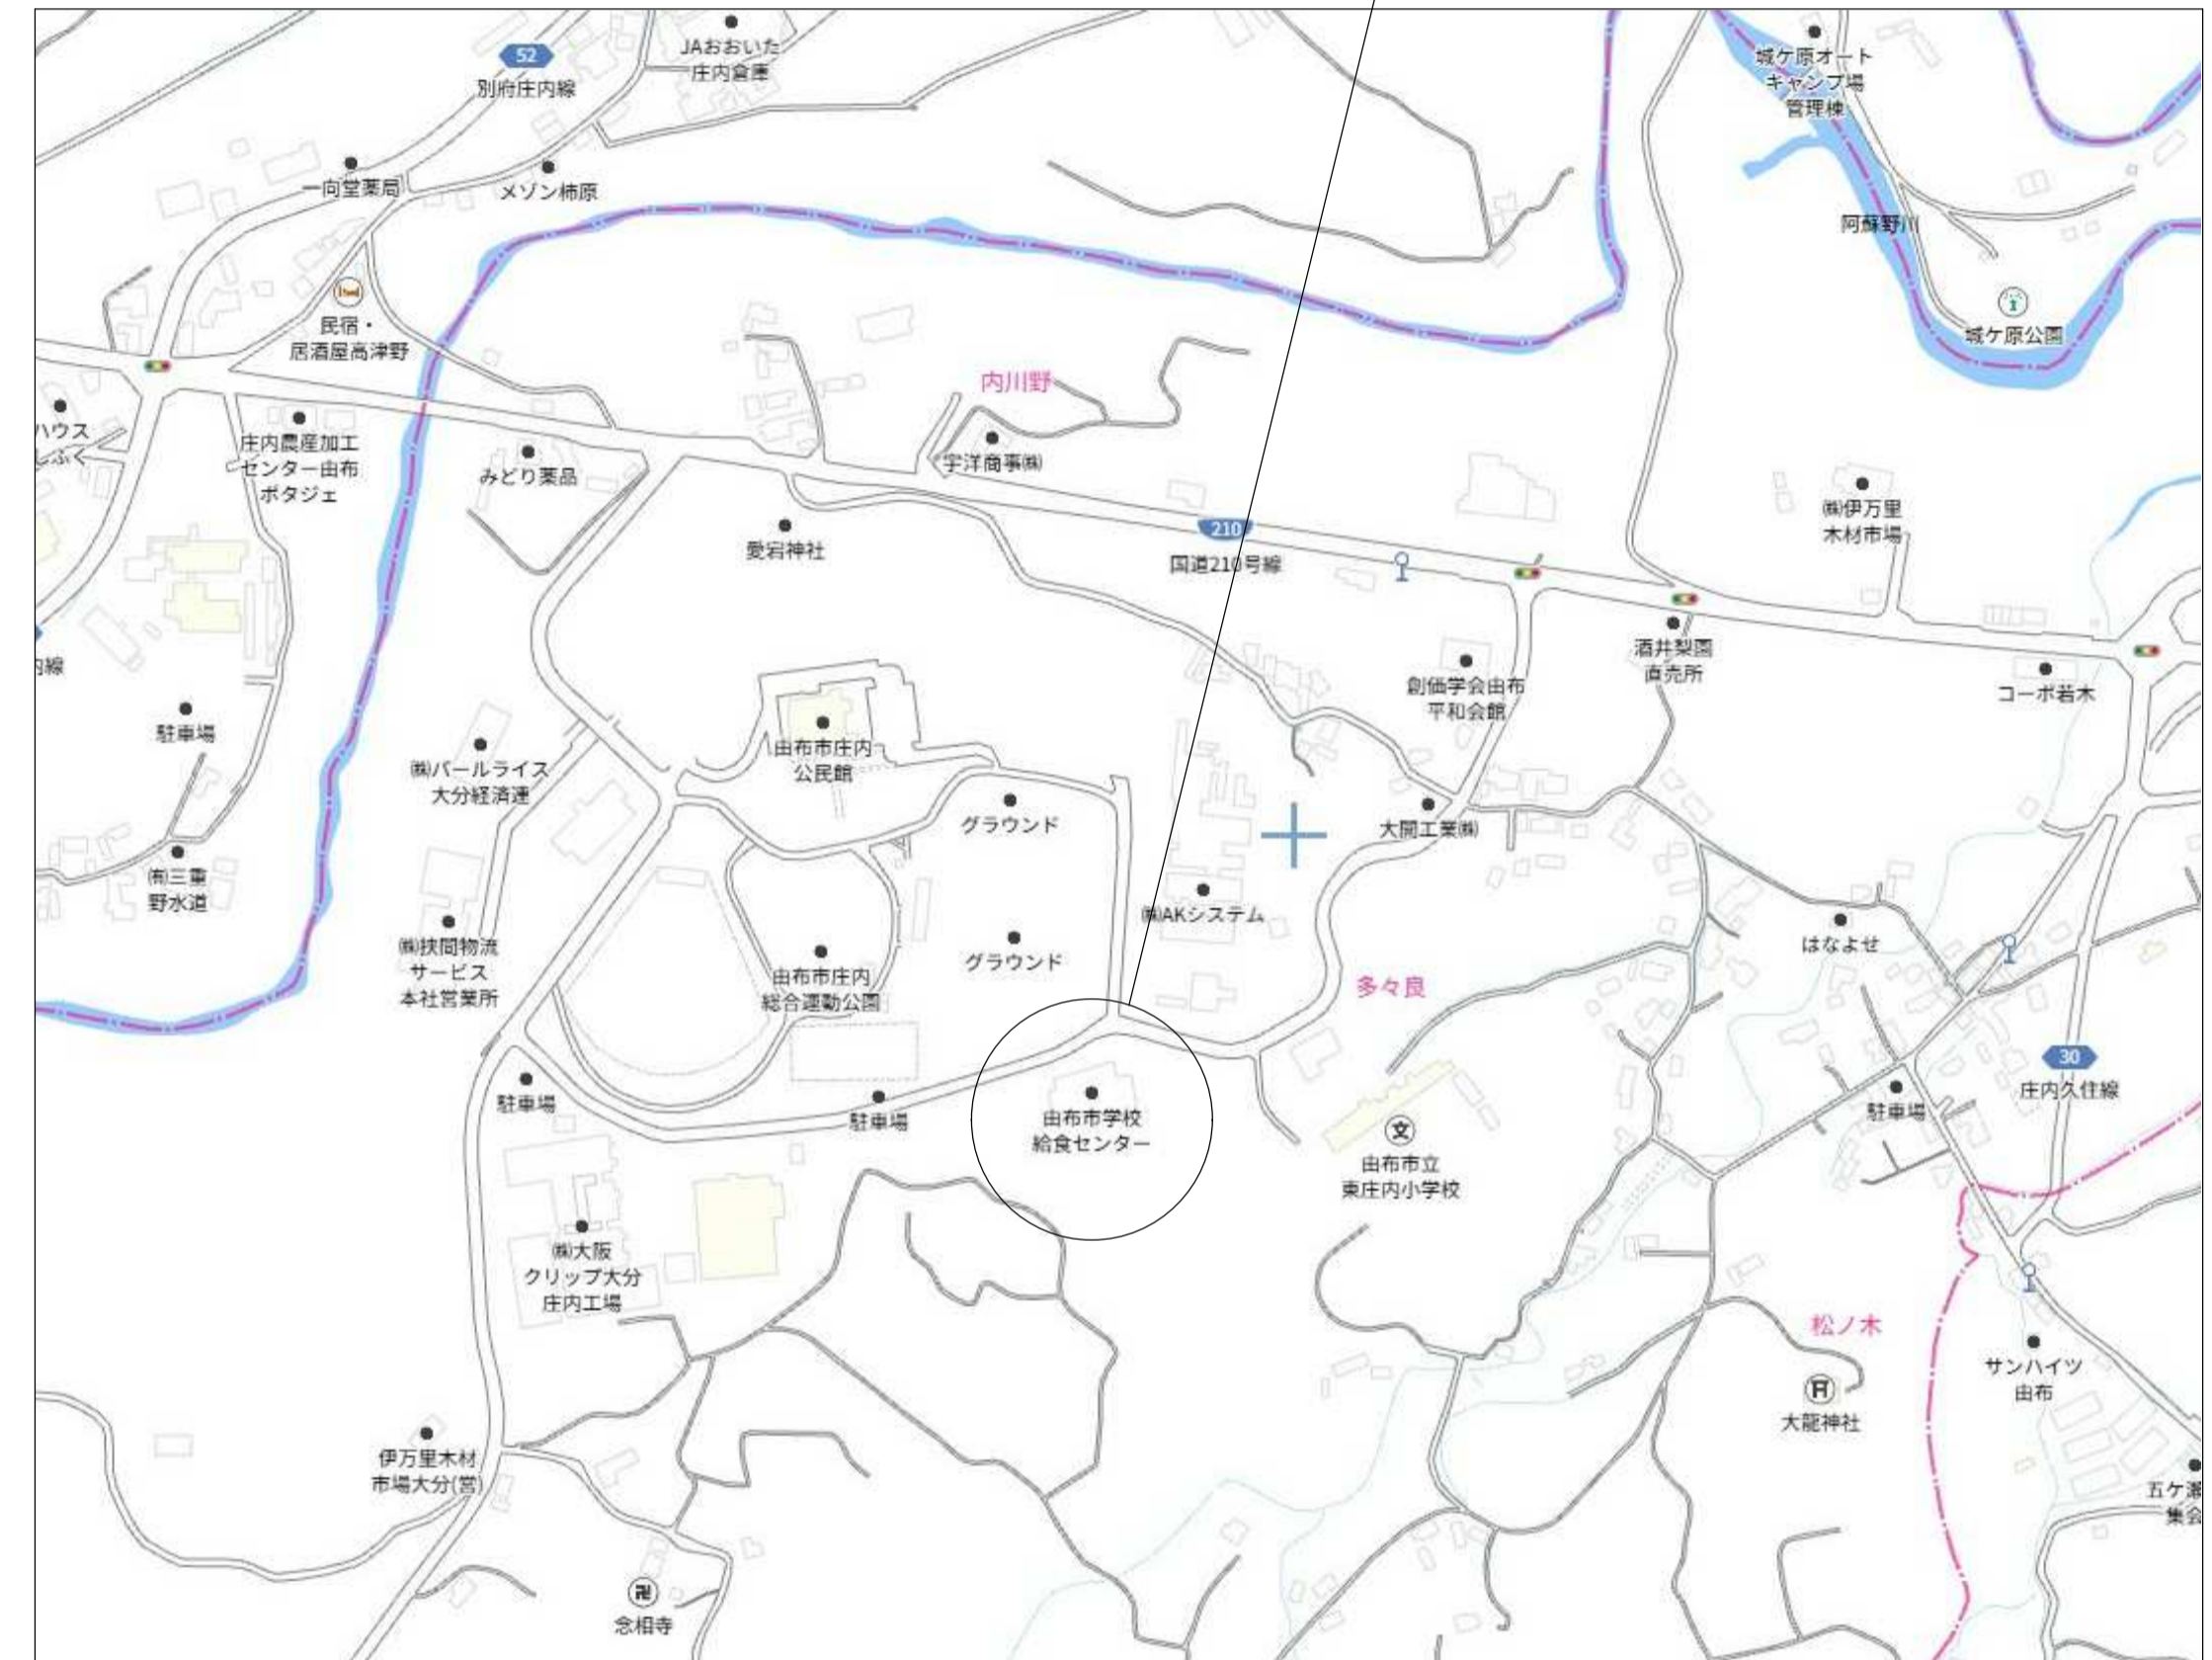 JAおおいた
庄内倉庫
52
別府庄内線
城ケ原オート
キャンプ場
管理棟
一向堂薬局
メゾン柿原
阿蘇野川
民宿・
居酒屋高津野
城ケ原公園
内川野
ハウス
ふく
庄内農産加工
センター由布
ポタジェ
みどり薬品
宇洋商事㈱
㈱伊万里
木材市場
愛宕神社
210
国道210号線
内線
酒井梨園
直売所
創価学会由布
平和会館
コーポ若木
駐車場
由布市庄内
公民館
㈱パールライス
大分経済連
グラウンド
大開工業㈱
㈲三重
野水道
㈱AKシステム
㈱挟間物流
サービス
本社営業所
由布市庄内
総合運動公園
グラウンド
はなよせ
多々良
30
庄内久住線
駐車場
駐車場
由布市学校
給食センター
文
由布市立
東庄内小学校
駐車場
㈱大阪
クリップ大分
庄内工場
松ノ木
サンハイツ
由布
大龍神社
伊万里木材
市場大分(営)
五ケ瀬
集会
卍
念相寺